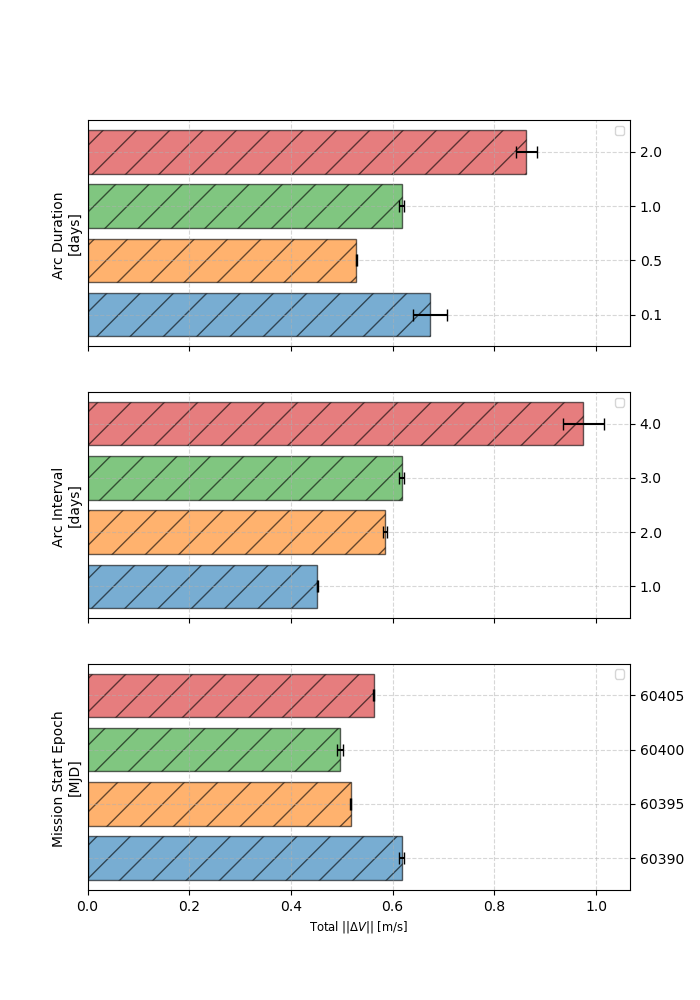 Arc Duration
[days]
2.0
1.0
0.5
0.1
Arc Interval
[days]
4.0
3.0
2.0
1.0
Mission Start Epoch
[MJD]
60405
60400
60395
60390
0.0 0.2 0.4 0.6 0.8 1.0
Total ||ΔV|| [m/s]